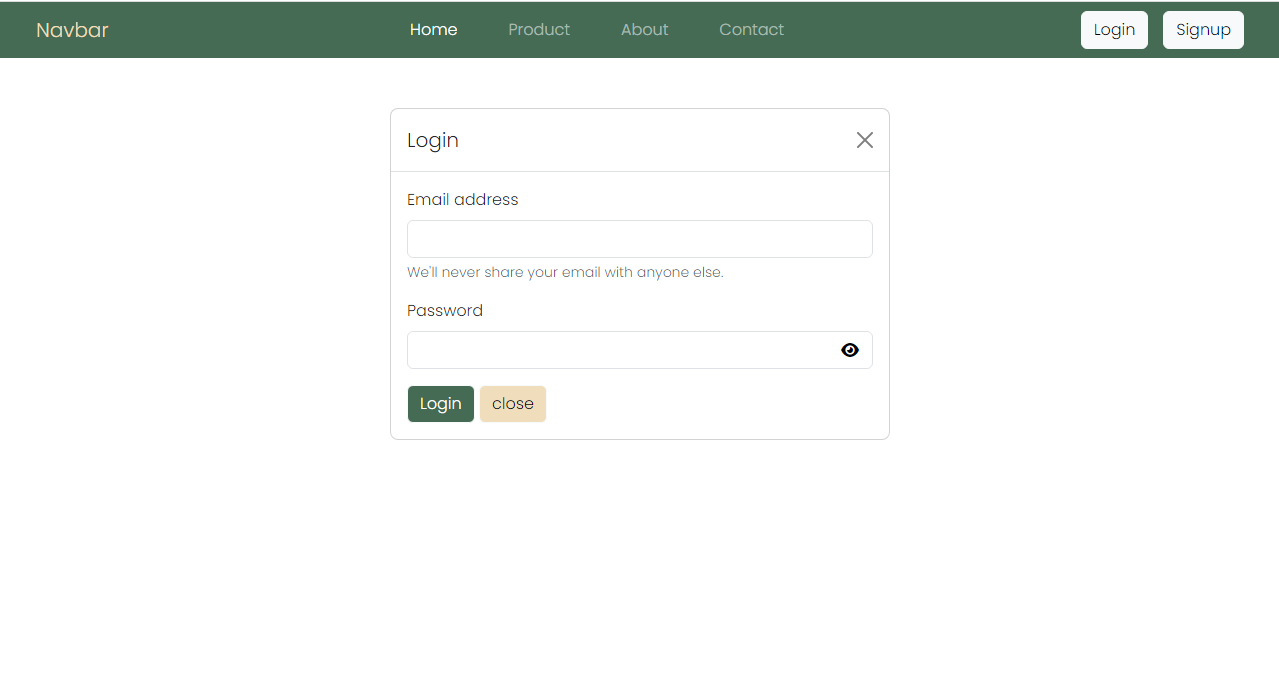 Navbar Home Product About Contact Login Signup
Login
Email address
We'll never share your email with anyone else.
Password
Login close